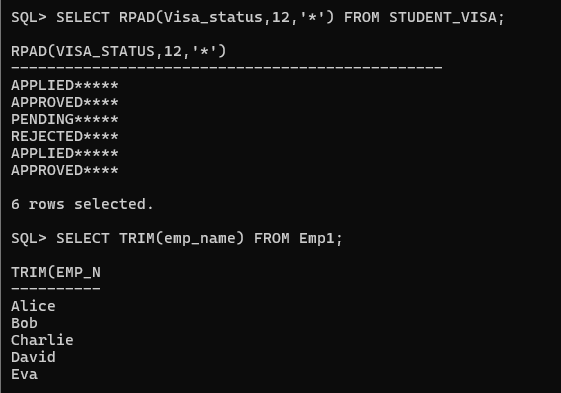 SQL> SELECT RPAD(Visa_status,12,'*') FROM STUDENT_VISA;
RPAD(VISA_STATUS,12,'*')
------------------------------------------------
APPLIED*****
APPROVED****
PENDING*****
REJECTED****
APPLIED*****
APPROVED****
6 rows selected.
SQL> SELECT TRIM(emp_name) FROM Emp1;
TRIM(EMP_N
----------
Alice
Bob
Charlie
David
Eva